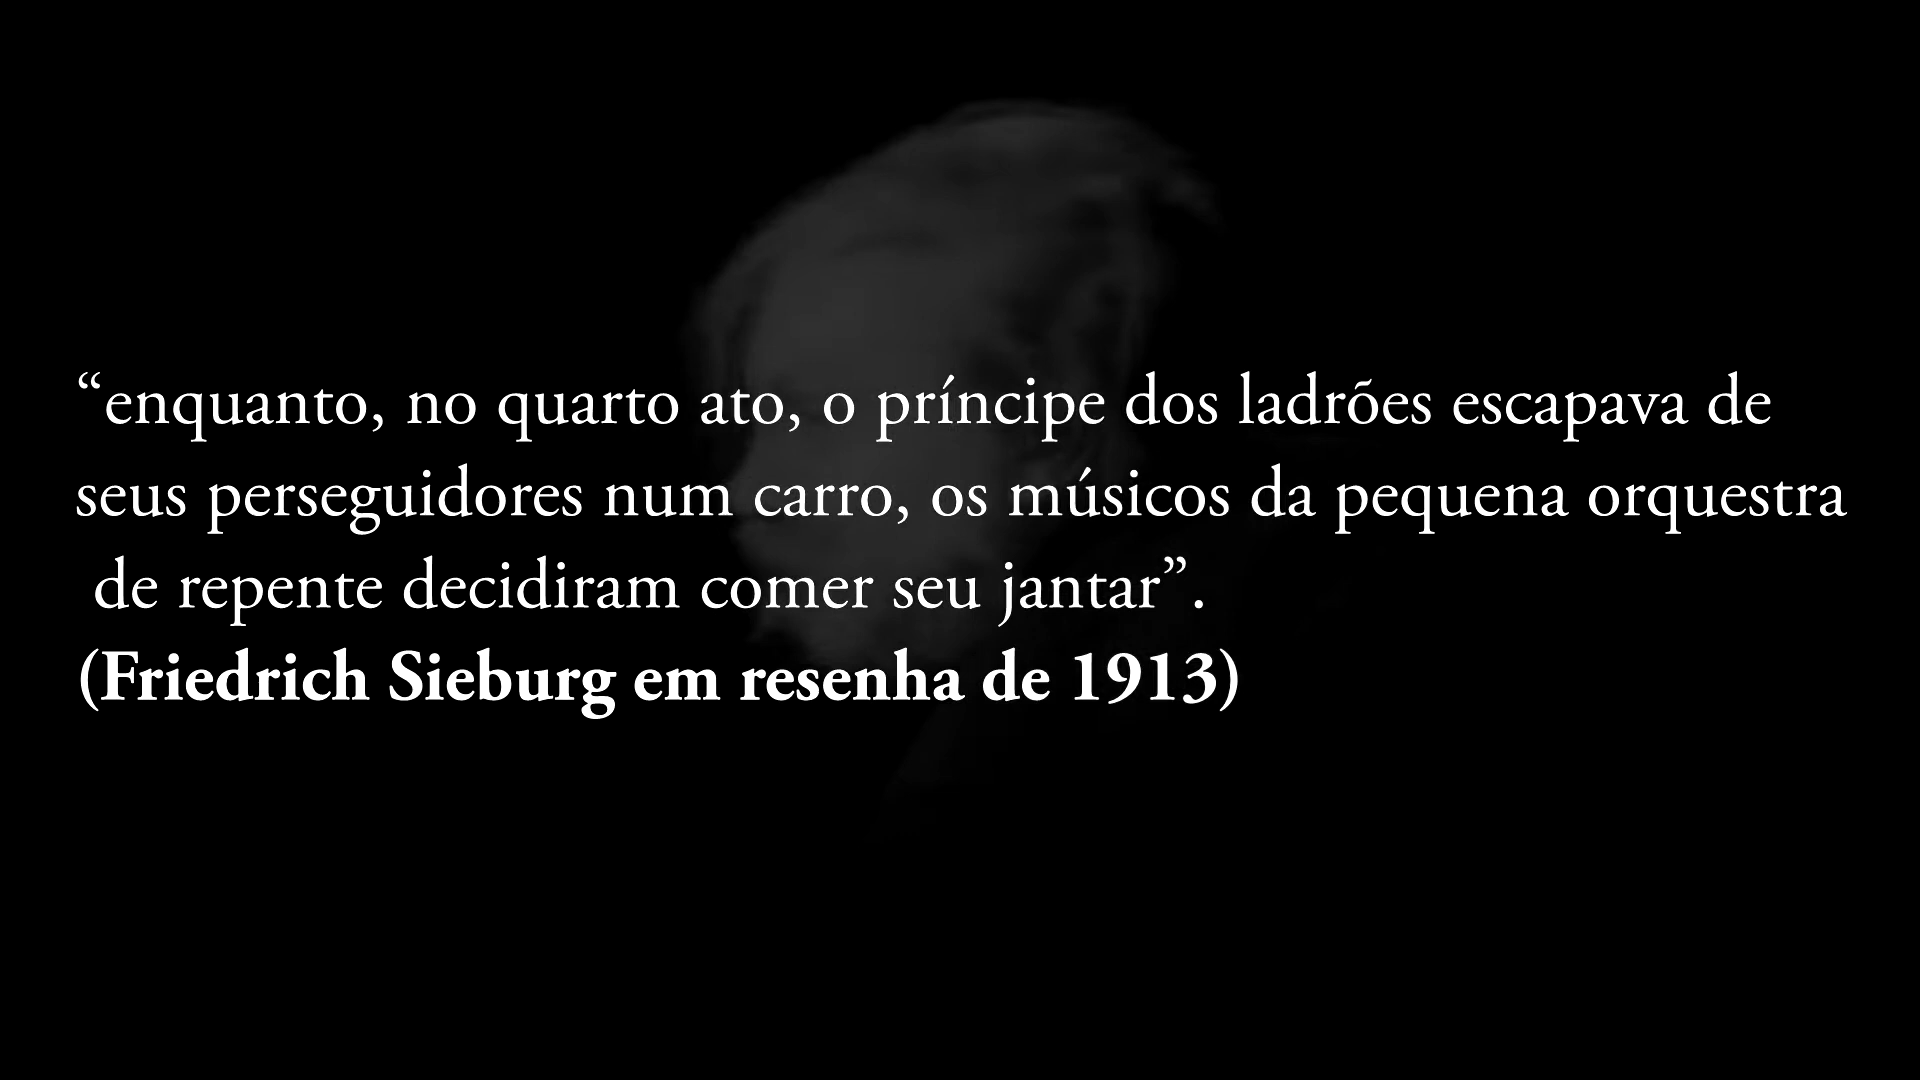 “enquanto, no quarto ato, o príncipe dos ladrões escapava de
seus perseguidores num carro, os músicos da pequena orquestra
de repente decidiram comer seu jantar”.
(Friedrich Sieburg em resenha de 1913)